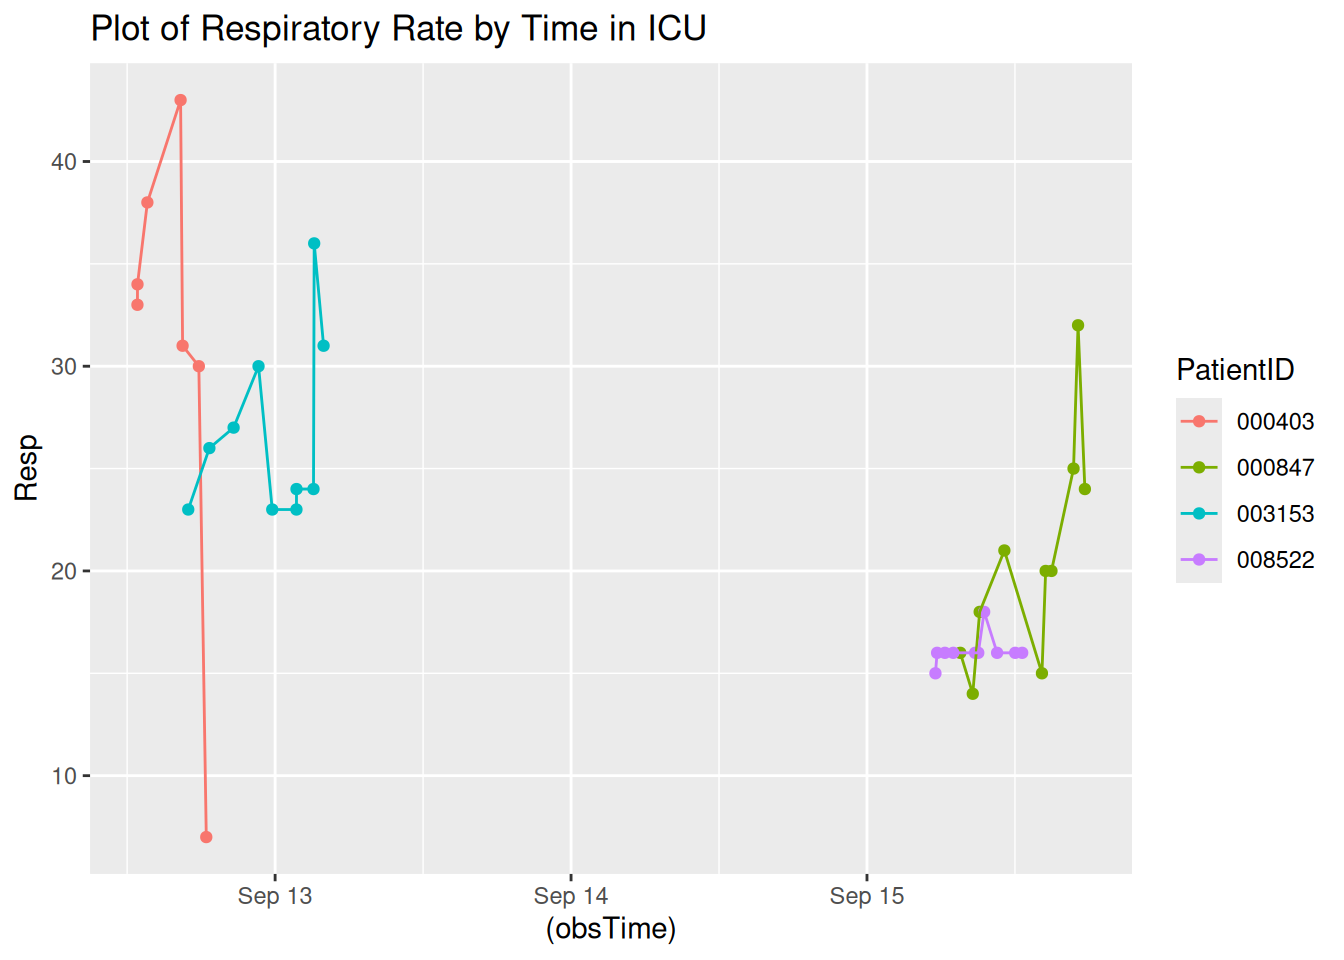 Plot of Respiratory Rate by Time in ICU
Resp
40
30
20
10
Sep 13
Sep 14
Sep 15
(obsTime)
PatientID
000403
000847
003153
008522